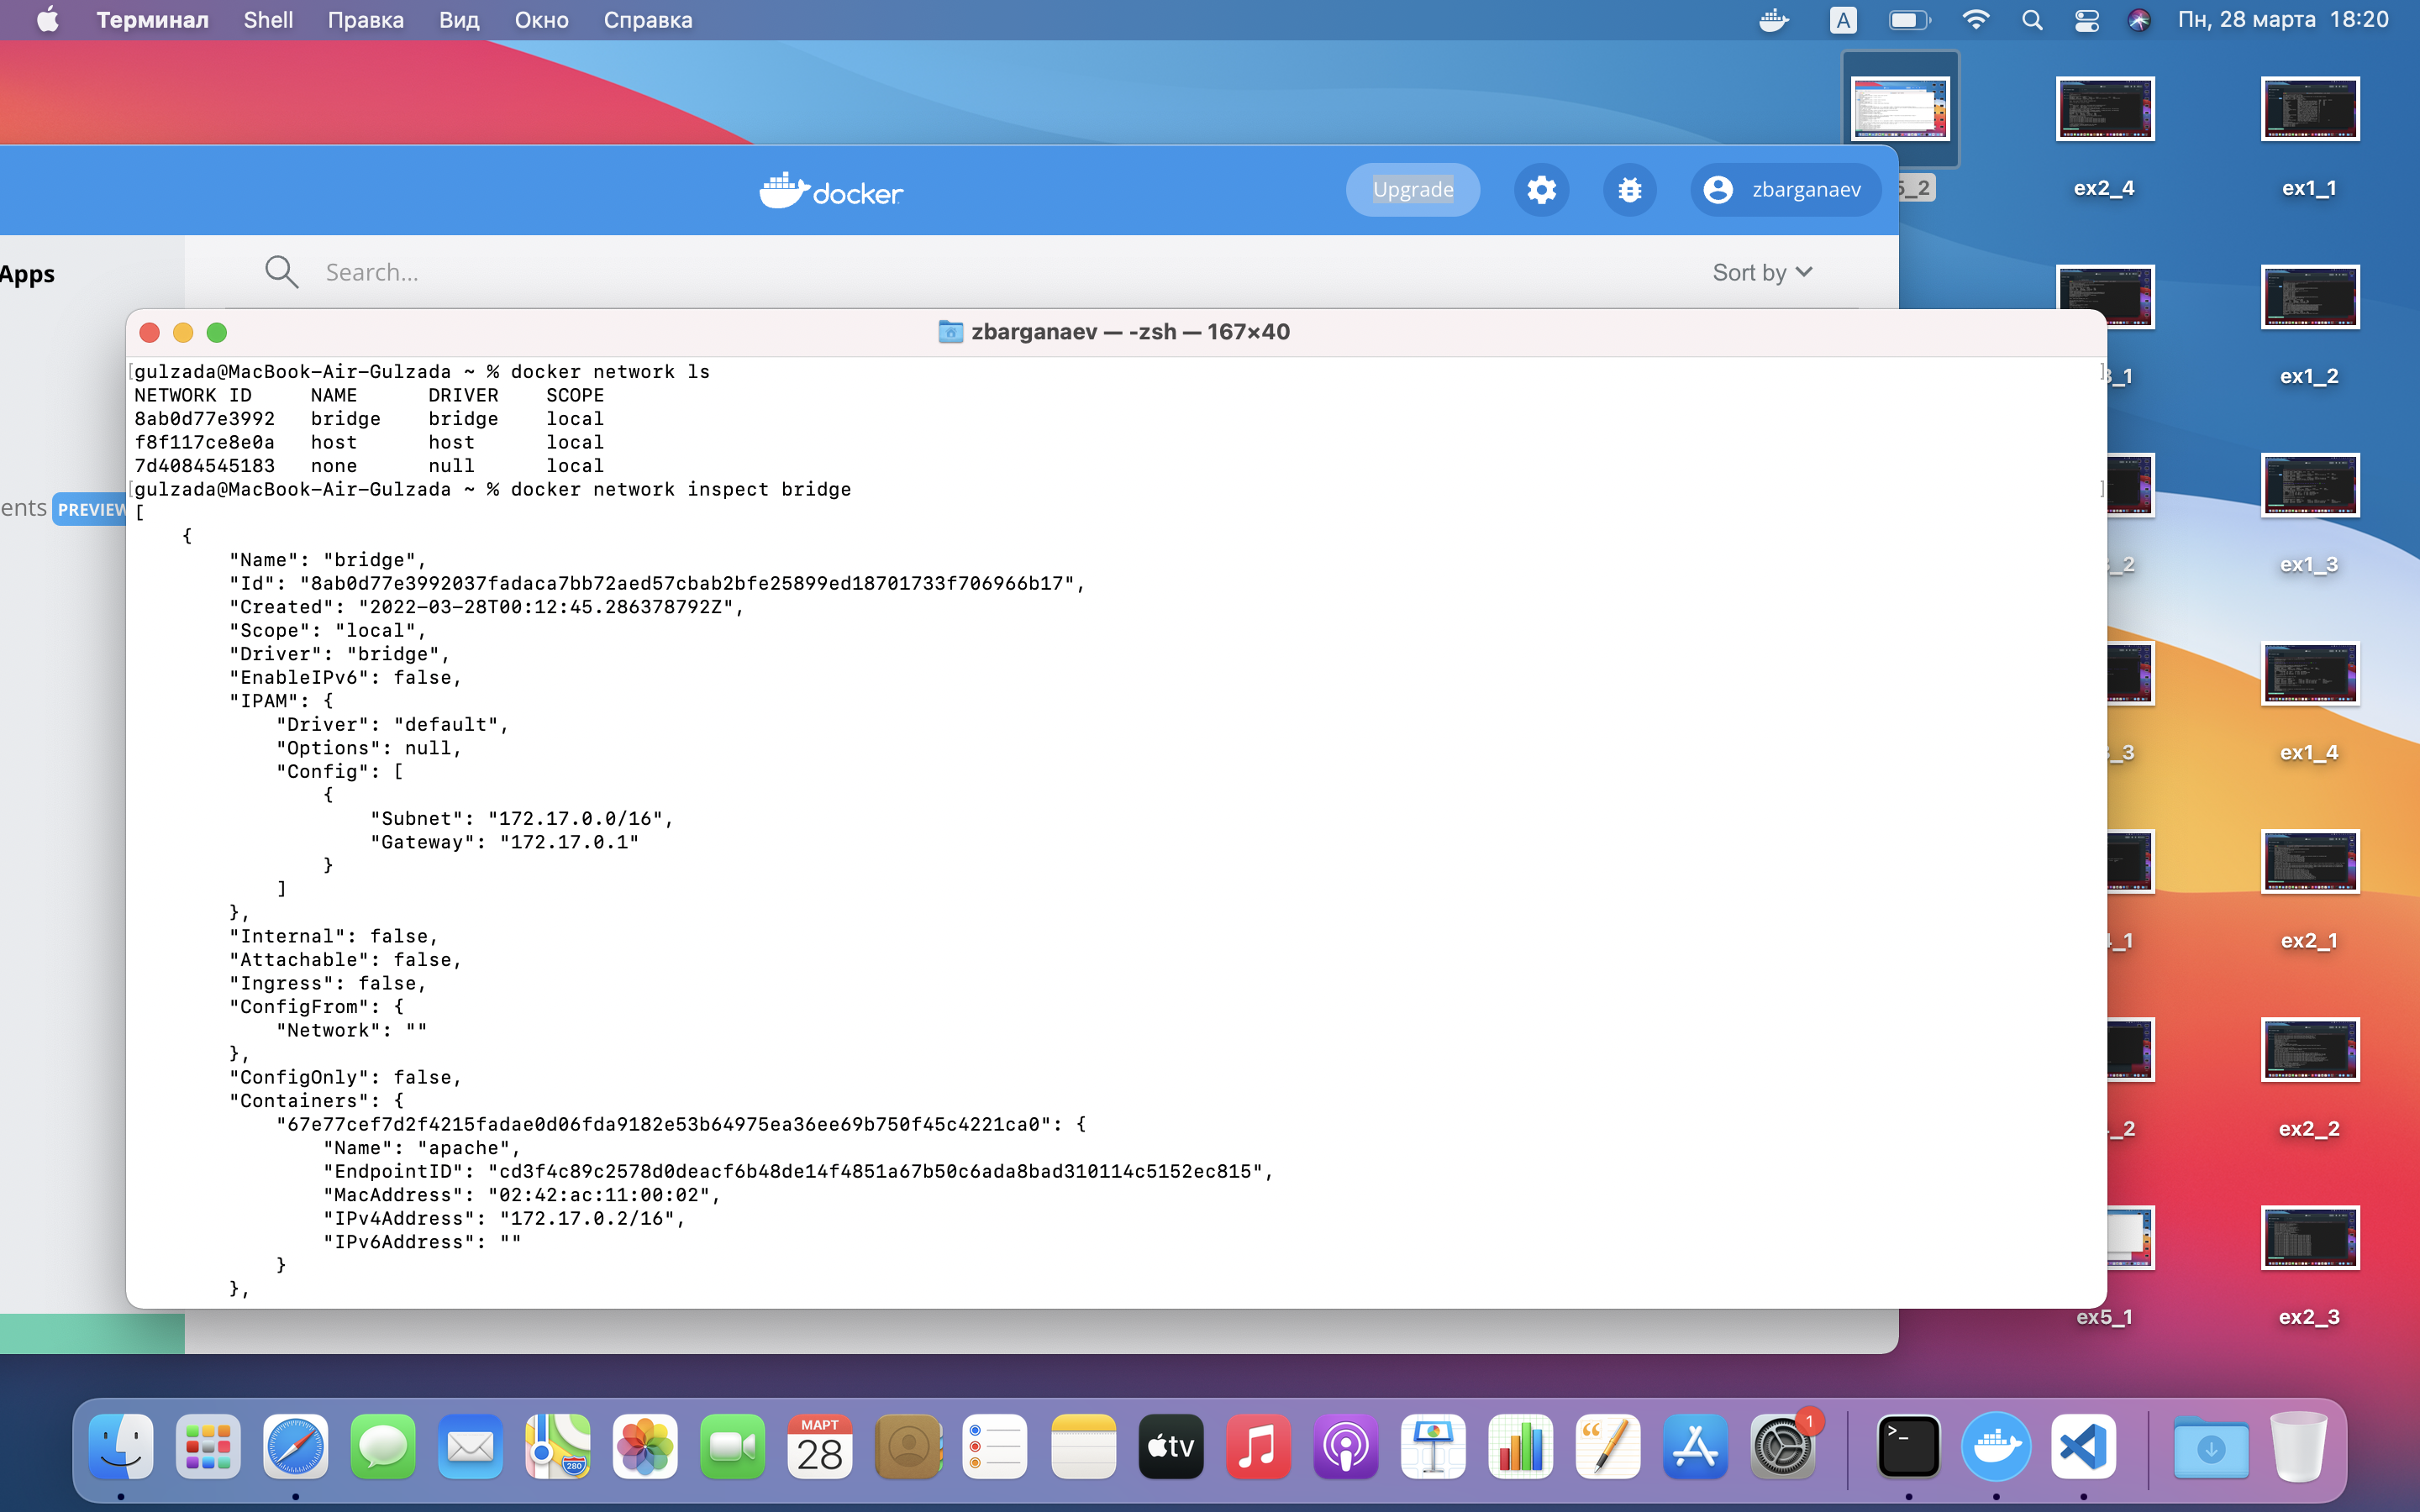 Терминал Shell Правка Вид Окно Справка A Пн, 28 марта 18:20
docker Upgrade zbarganaev
Apps Search... Sort by
ents PREVIEW
zbarganaev — -zsh — 167×40
[gulzada@MacBook-Air-Gulzada ~ % docker network ls ]
NETWORK ID NAME DRIVER SCOPE
8ab0d77e3992 bridge bridge local
f8f117ce8e0a host host local
7d4084545183 none null local
[gulzada@MacBook-Air-Gulzada ~ % docker network inspect bridge ]
[
{
"Name": "bridge",
"Id": "8ab0d77e3992037fadaca7bb72aed57cbab2bfe25899ed18701733f706966b17",
"Created": "2022-03-28T00:12:45.286378792Z",
"Scope": "local",
"Driver": "bridge",
"EnableIPv6": false,
"IPAM": {
"Driver": "default",
"Options": null,
"Config": [
{
"Subnet": "172.17.0.0/16",
"Gateway": "172.17.0.1"
}
]
},
"Internal": false,
"Attachable": false,
"Ingress": false,
"ConfigFrom": {
"Network": ""
},
"ConfigOnly": false,
"Containers": {
"67e77cef7d2f4215fadae0d06fda9182e53b64975ea36ee69b750f45c4221ca0": {
"Name": "apache",
"EndpointID": "cd3f4c89c2578d0deacf6b48de14f4851a67b50c6ada8bad310114c5152ec815",
"MacAddress": "02:42:ac:11:00:02",
"IPv4Address": "172.17.0.2/16",
"IPv6Address": ""
}
},
5_2 ex2_4 ex1_1
3_1 ex1_2
_2 ex1_3
_3 ex1_4
_1 ex2_1
_2 ex2_2
ex5_1 ex2_3
МАРТ
28
280
tv
1
>_